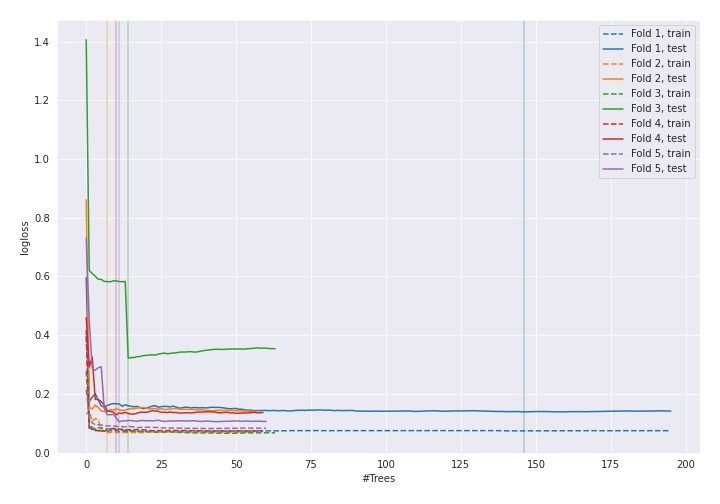 1.4
1.2
1.0
0.8
0.6
0.4
0.2
0.0
logloss
0
25
50
75
100
125
150
175
200
#Trees
Fold 1, train
Fold 1, test
Fold 2, train
Fold 2, test
Fold 3, train
Fold 3, test
Fold 4, train
Fold 4, test
Fold 5, train
Fold 5, test